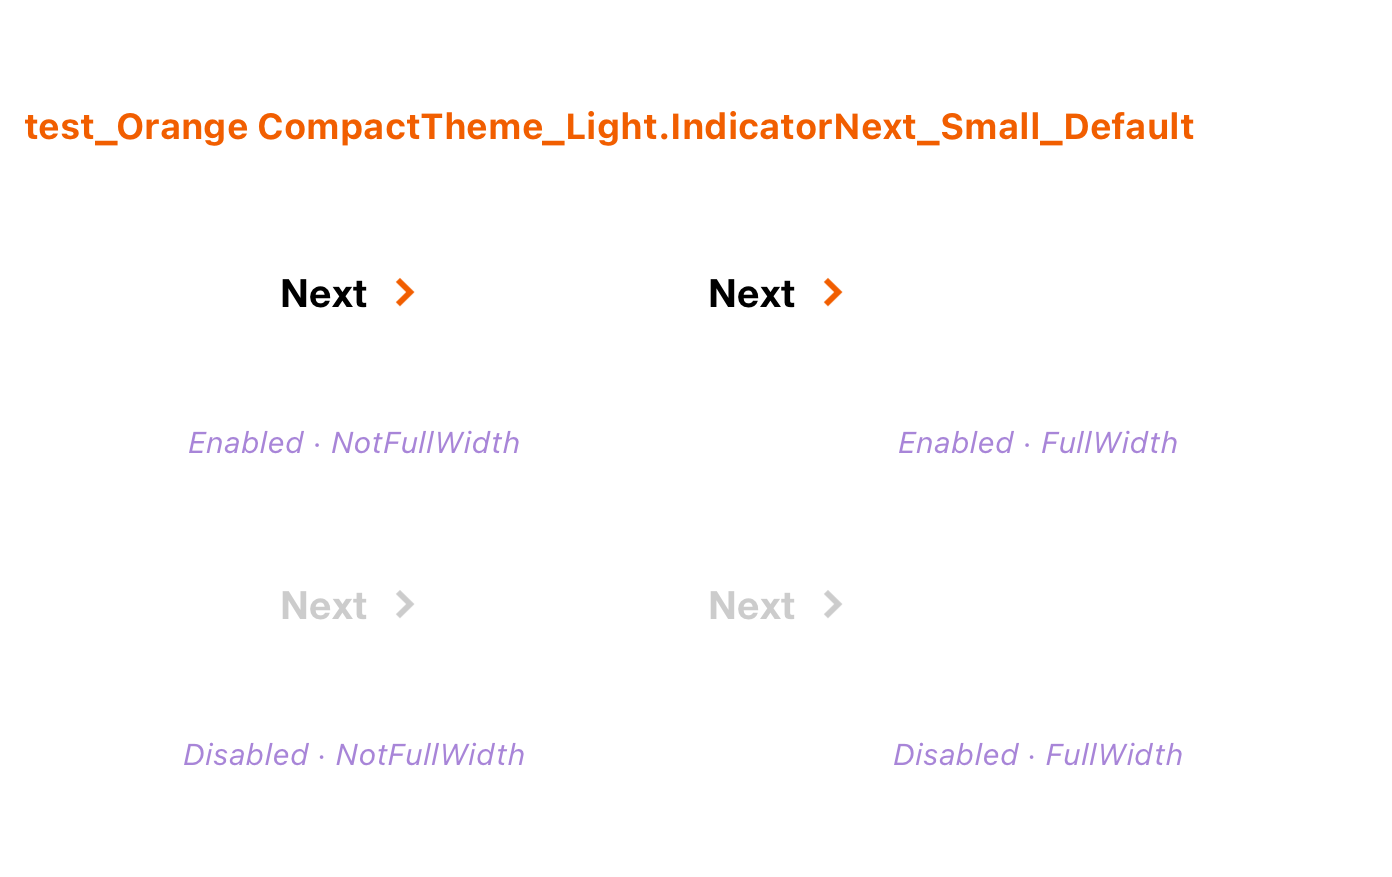 test_Orange CompactTheme_Light.IndicatorNext_Small_Default
Next Next
Enabled · NotFullWidth Enabled · FullWidth
Next Next
Disabled · NotFullWidth Disabled · FullWidth